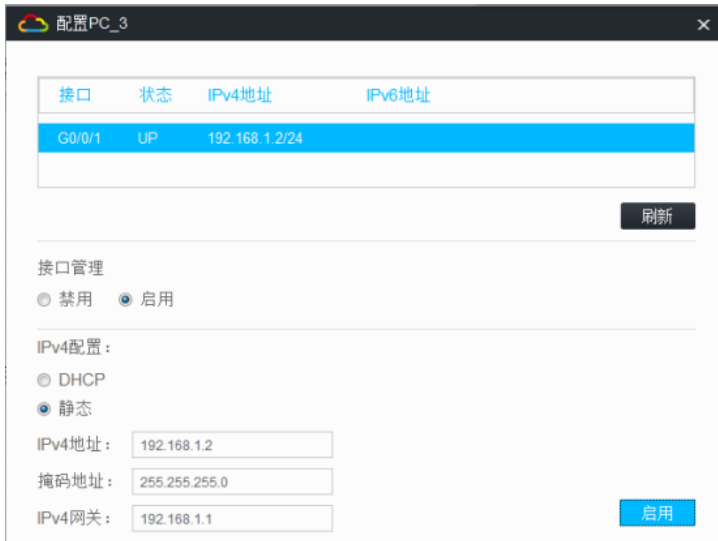 配置PC_3
接口 状态 IPv4地址 IPv6地址
G0/0/1 UP 192.168.1.2/24
刷新
接口管理
禁用 启用
IPv4配置：
DHCP
静态
IPv4地址： 192.168.1.2
掩码地址： 255.255.255.0
IPv4网关： 192.168.1.1
启用